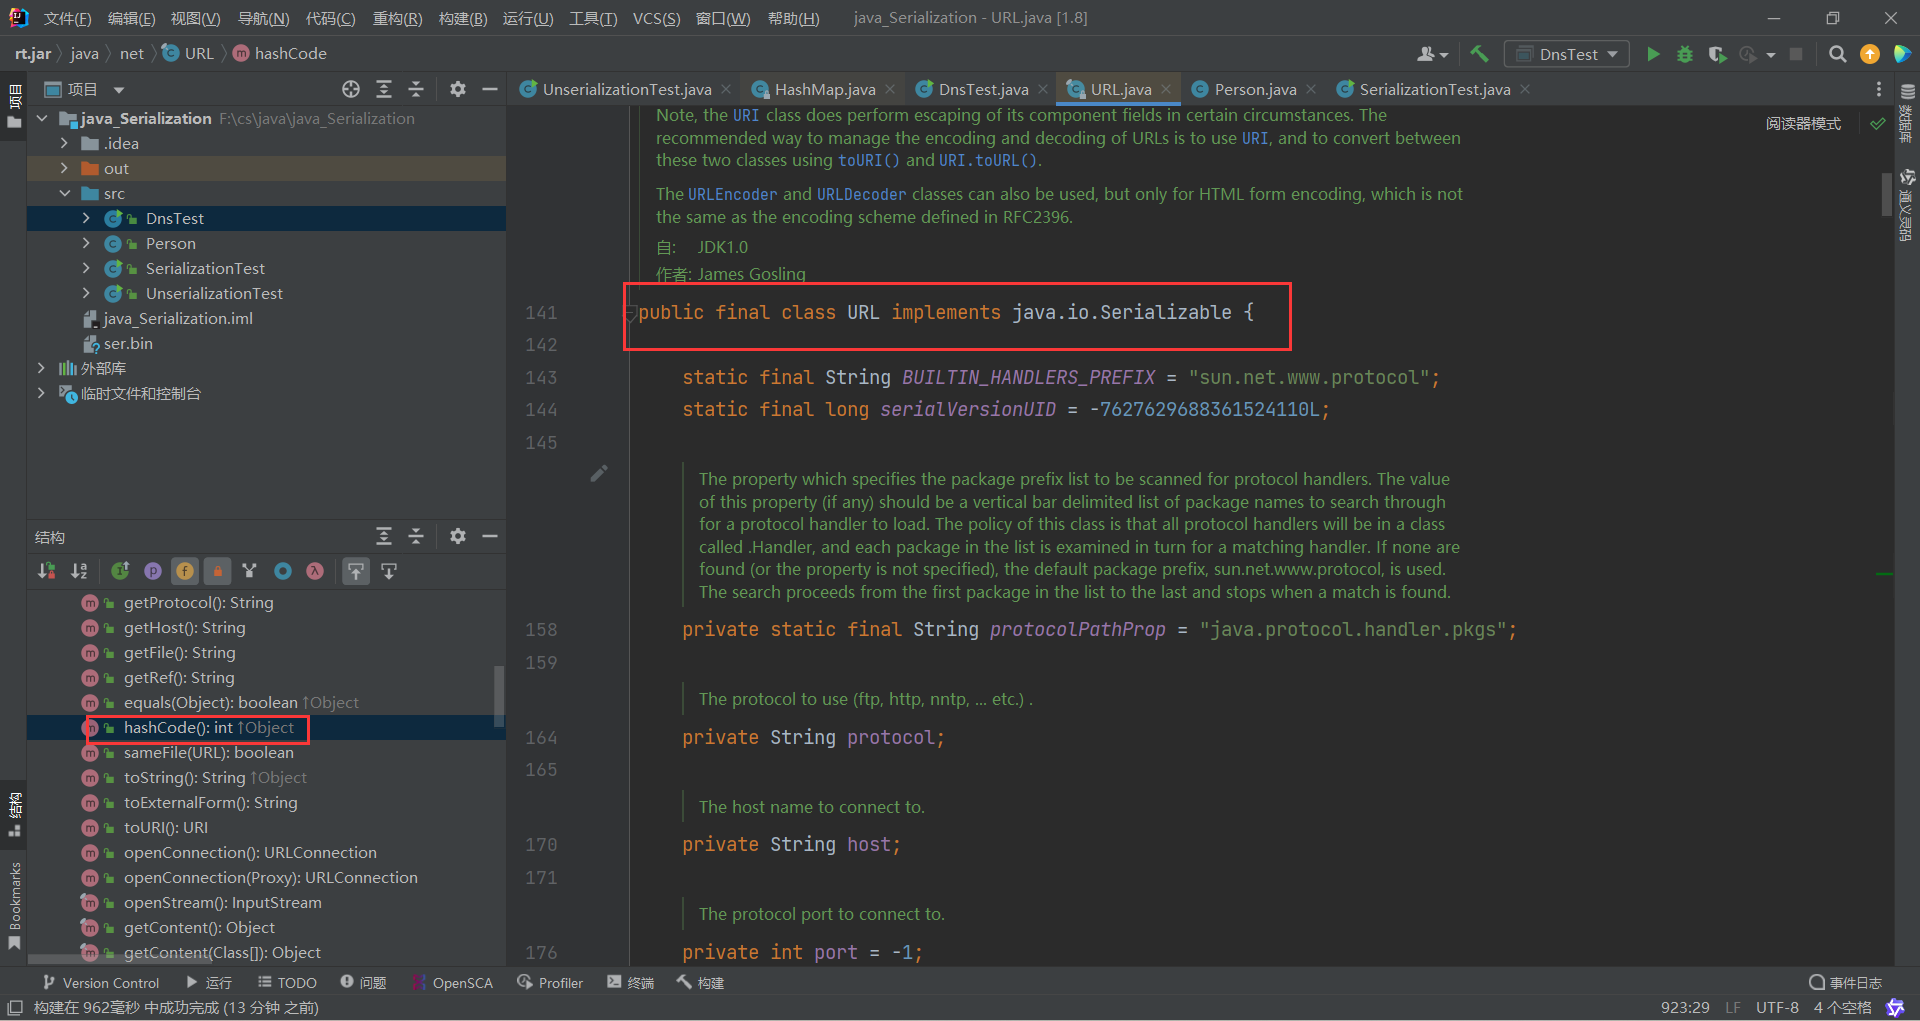 文件(F) 编辑(E) 视图(V) 导航(N) 代码(C) 重构(R) 构建(B) 运行(U) 工具(T) VCS(S) 窗口(W) 帮助(H) java_Serialization - URL.java [1.8]
rt.jar java net URL hashCode DnsTest
项目
UnserializationTest.java HashMap.java DnsTest.java URL.java Person.java SerializationTest.java
项目
java_Serialization F:\cs\java\java_Serialization
.idea
out
src
DnsTest
Person
SerializationTest
UnserializationTest
java_Serialization.iml
ser.bin
外部库
临时文件和控制台
结构
getProtocol(): String
getHost(): String
getFile(): String
getRef(): String
equals(Object): boolean ↑Object
hashCode(): int ↑Object
sameFile(URL): boolean
toString(): String ↑Object
toExternalForm(): String
toURI(): URI
openConnection(): URLConnection
openConnection(Proxy): URLConnection
openStream(): InputStream
getContent(): Object
getContent(Class[]): Object
结构
Bookmarks
Note, the URI class does perform escaping of its component fields in certain circumstances. The
recommended way to manage the encoding and decoding of URLs is to use URI, and to convert between
these two classes using toURI() and URI.toURL().
The URLEncoder and URLDecoder classes can also be used, but only for HTML form encoding, which is not
the same as the encoding scheme defined in RFC2396.
自: JDK1.0
作者: James Gosling
141 public final class URL implements java.io.Serializable {
142
143 static final String BUILTIN_HANDLERS_PREFIX = "sun.net.www.protocol";
144 static final long serialVersionUID = -7627629688361524110L;
145
The property which specifies the package prefix list to be scanned for protocol handlers. The value
of this property (if any) should be a vertical bar delimited list of package names to search through
for a protocol handler to load. The policy of this class is that all protocol handlers will be in a class
called .Handler, and each package in the list is examined in turn for a matching handler. If none are
found (or the property is not specified), the default package prefix, sun.net.www.protocol, is used.
The search proceeds from the first package in the list to the last and stops when a match is found.
158 private static final String protocolPathProp = "java.protocol.handler.pkgs";
159
The protocol to use (ftp, http, nntp, ... etc.) .
164 private String protocol;
165
The host name to connect to.
170 private String host;
171
The protocol port to connect to.
176 private int port = -1;
阅读器模式
数据库
通义灵码
Version Control 运行 TODO 问题 OpenSCA Profiler 终端 构建 事件日志
构建在 962毫秒 中成功完成 (13 分钟 之前) 923:29 LF UTF-8 4 个空格